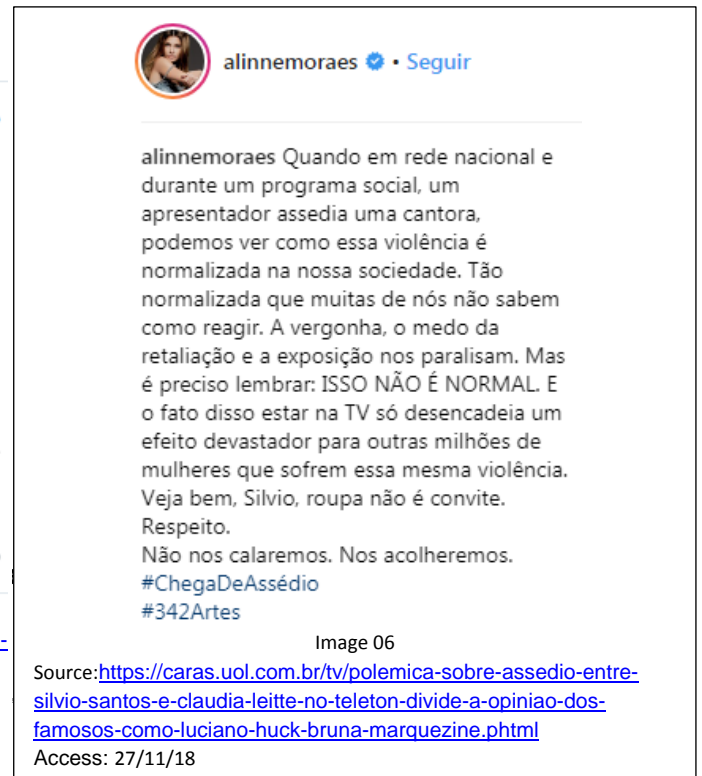 alinnemoraes • Seguir
alinnemoraes Quando em rede nacional e
durante um programa social, um
apresentador assedia uma cantora,
podemos ver como essa violência é
normalizada na nossa sociedade. Tão
normalizada que muitas de nós não sabem
como reagir. A vergonha, o medo da
retaliação e a exposição nos paralisam. Mas
é preciso lembrar: ISSO NÃO É NORMAL. E
o fato disso estar na TV só desencadeia um
efeito devastador para outras milhões de
mulheres que sofrem essa mesma violência.
Veja bem, Silvio, roupa não é convite.
Respeito.
Não nos calaremos. Nos acolheremos.
#ChegaDeAssédio
#342Artes
Image 06
Source:https://caras.uol.com.br/tv/polemica-sobre-assedio-entre-
silvio-santos-e-claudia-leitte-no-teleton-divide-a-opiniao-dos-
famosos-como-luciano-huck-bruna-marquezine.phtml
Access: 27/11/18